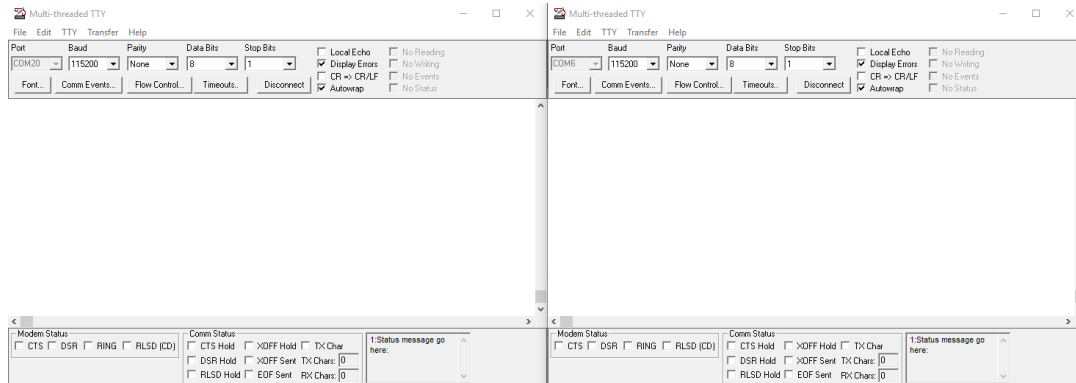 Multi-threaded TTY
File Edit TTY Transfer Help
Port Baud Parity Data Bits Stop Bits
COM20 115200 None 8 1
Local Echo No Reading
Display Errors No Writing
CR => CR/LF No Events
Autowrap No Status
Font... Comm Events... Flow Control... Timeouts.. Disconnect
Modem Status
CTS DSR RING RLSD (CD)
Comm Status
CTS Hold XOFF Hold TX Char
DSR Hold XOFF Sent TX Chars: 0
RLSD Hold EOF Sent RX Chars: 0
1:Status message go
here:
Multi-threaded TTY
File Edit TTY Transfer Help
Port Baud Parity Data Bits Stop Bits
COM6 115200 None 8 1
Local Echo No Reading
Display Errors No Writing
CR => CR/LF No Events
Autowrap No Status
Font... Comm Events... Flow Control... Timeouts.. Disconnect
Modem Status
CTS DSR RING RLSD (CD)
Comm Status
CTS Hold XOFF Hold TX Char
DSR Hold XOFF Sent TX Chars: 0
RLSD Hold EOF Sent RX Chars: 0
1:Status message go
here: